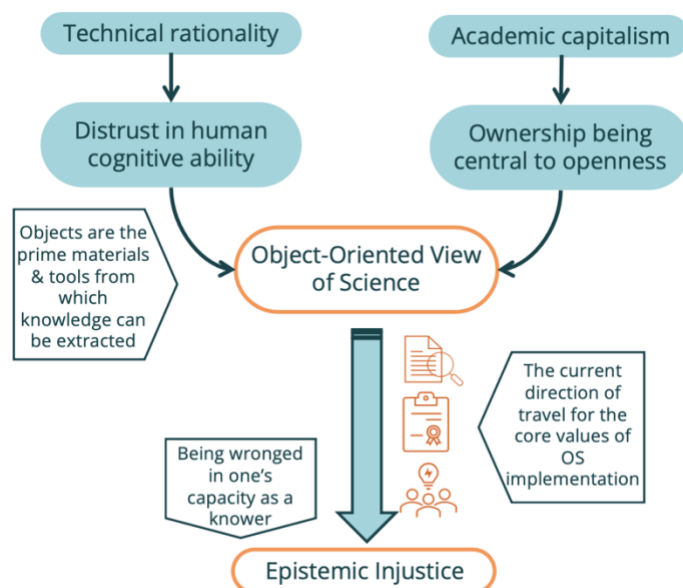 Technical rationality
Academic capitalism
Distrust in human
cognitive ability
Ownership being
central to openness
Objects are the
prime materials
& tools from
which
knowledge can
be extracted
Object-Oriented View
of Science
The current
direction of
travel for the
core values of
OS
implementation
Being wronged
in one’s
capacity as a
knower
Epistemic Injustice